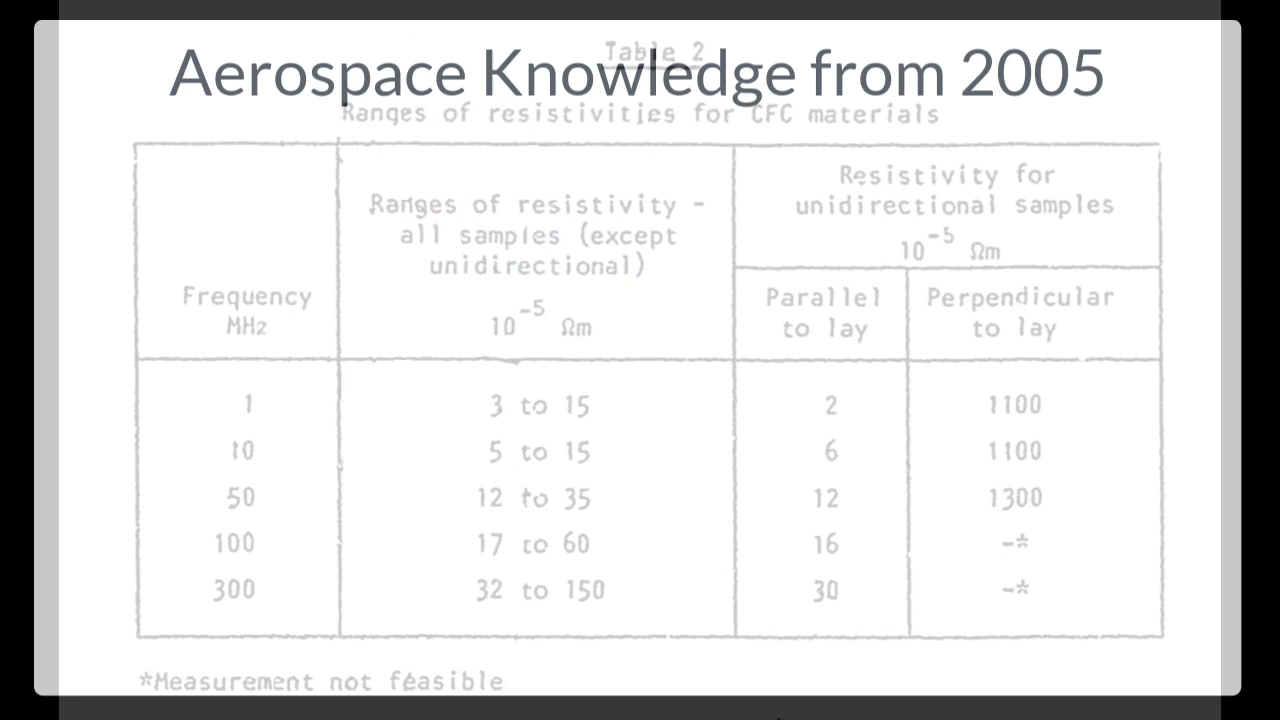 Table 2
Aerospace Knowledge from 2005
Ranges of resistivities for CFC materials
Frequency
MHz
Ranges of resistivity -
all samples (except
unidirectional)
10⁻⁵ Ωm
Resistivity for
unidirectional samples
10⁻⁵ Ωm
Parallel
to lay
Perpendicular
to lay
1 3 to 15 2 1100
10 5 to 15 6 1100
50 12 to 35 12 1300
100 17 to 60 16 -*
300 32 to 150 30 -*
*Measurement not feasible